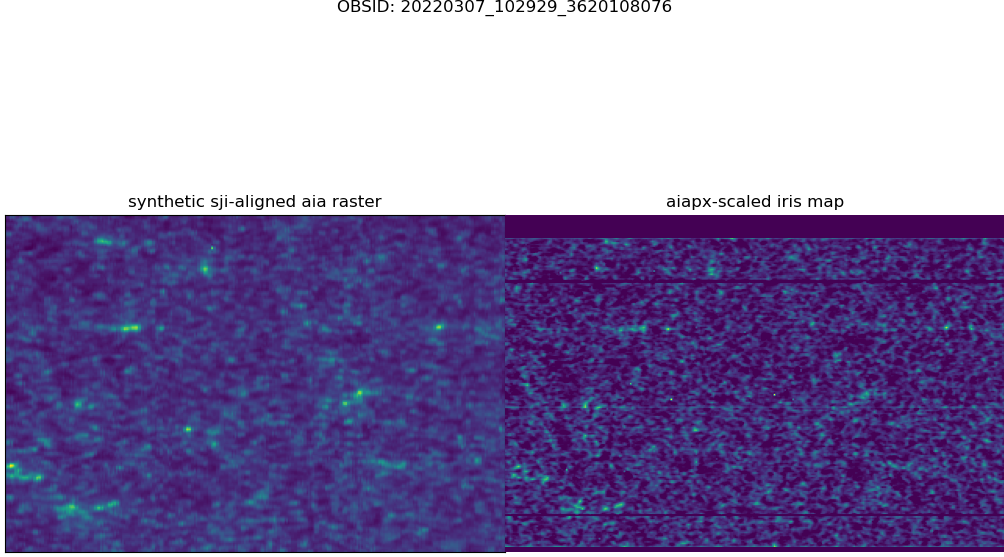 OBSID: 20220307_102929_3620108076
synthetic sji-aligned aia raster
aiapx-scaled iris map